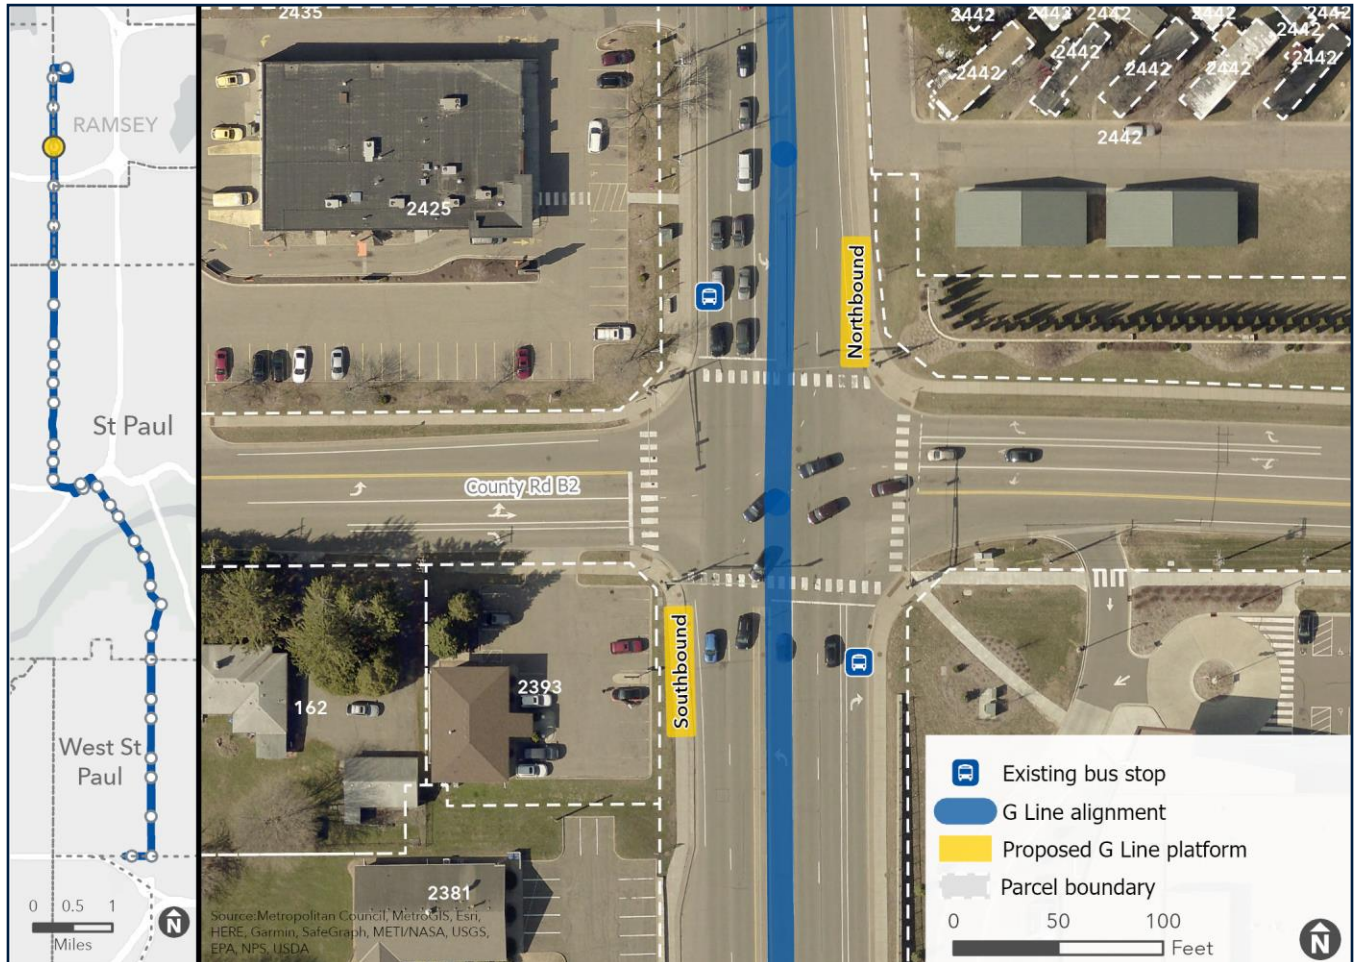 RAMSEY
St Paul
West St
Paul
0 0.5 1
Miles
N
2435
2425
2442 2442 2442 2442 2442
2442 2442 2442 2442 2442
2442
Northbound
County Rd B2
Southbound
162
2393
2381
Source:Metropolitan Council, MetroGIS, Esri,
HERE, Garmin, SafeGraph, METI/NASA, USGS,
EPA, NPS, USDA
Existing bus stop
G Line alignment
Proposed G Line platform
Parcel boundary
0 50 100
Feet
N